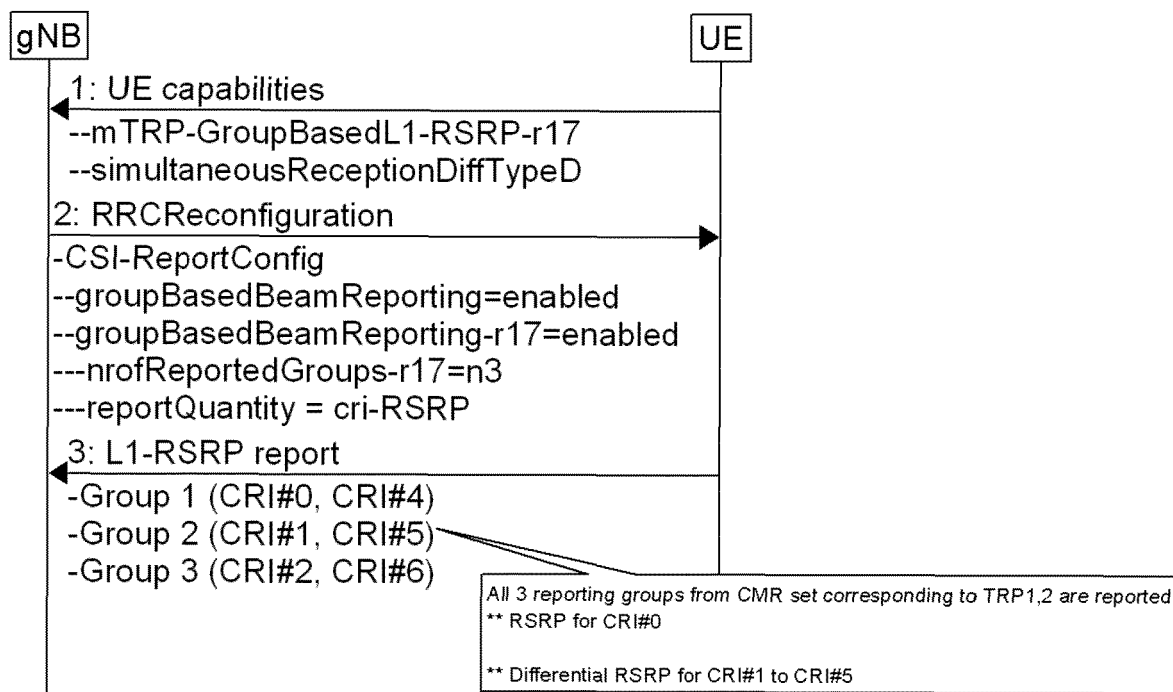 gNB
UE
1: UE capabilities
--mTRP-GroupBasedL1-RSRP-r17
--simultaneousReceptionDiffTypeD
2: RRCReconfiguration
-CSI-ReportConfig
--groupBasedBeamReporting=enabled
--groupBasedBeamReporting-r17=enabled
---nrofReportedGroups-r17=n3
---reportQuantity = cri-RSRP
3: L1-RSRP report
-Group 1 (CRI#0, CRI#4)
-Group 2 (CRI#1, CRI#5)
-Group 3 (CRI#2, CRI#6)
All 3 reporting groups from CMR set corresponding to TRP1,2 are reported
** RSRP for CRI#0
** Differential RSRP for CRI#1 to CRI#5